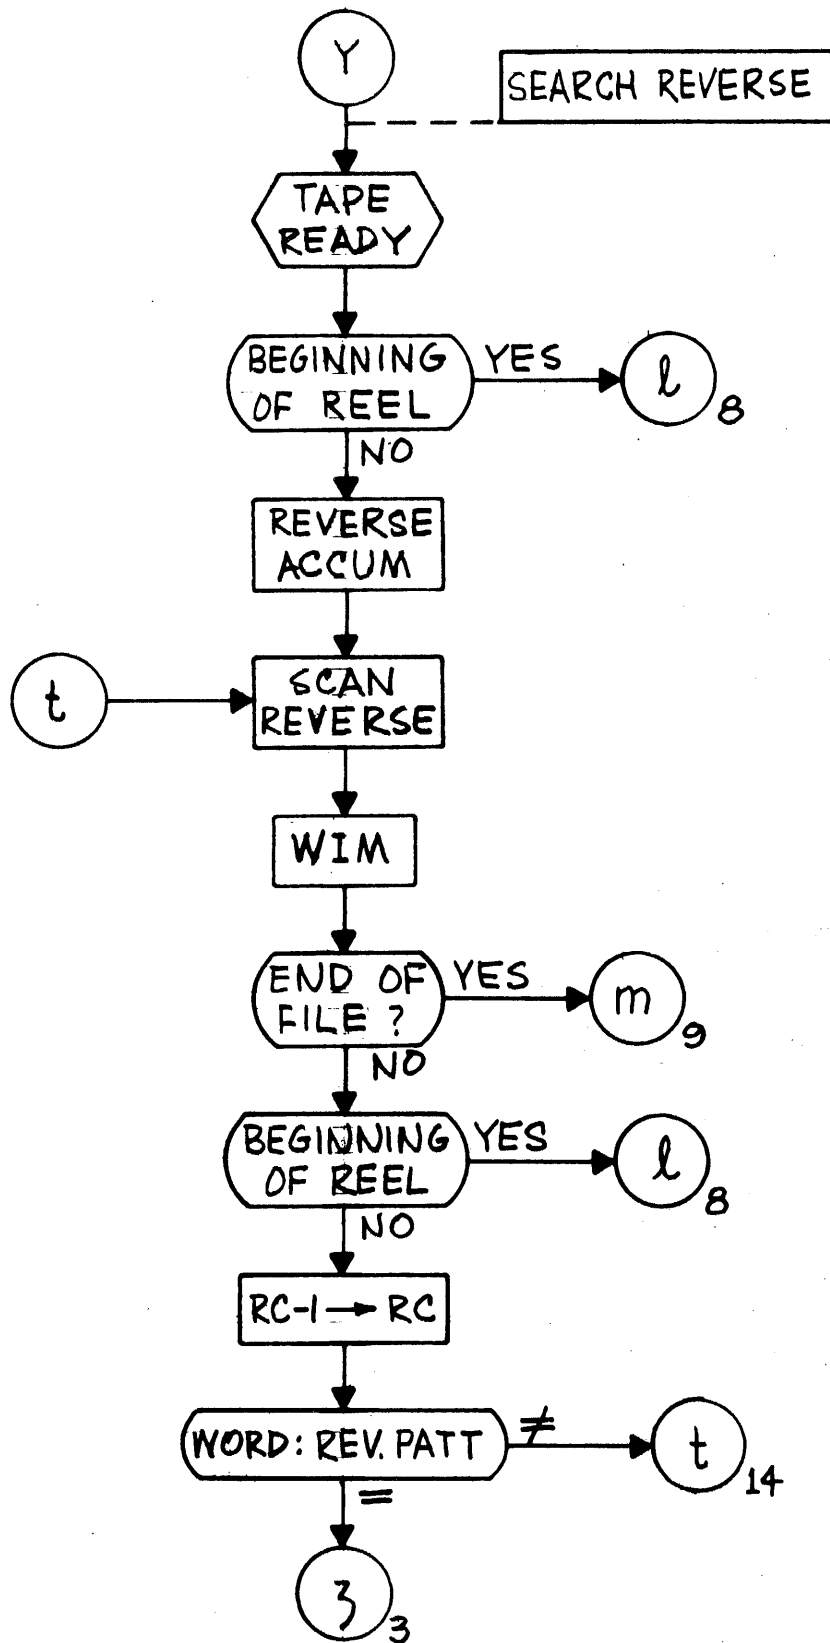 Y
SEARCH REVERSE
TAPE
READY
BEGINNING
OF REEL
YES
l
8
NO
REVERSE
ACCUM
t
SCAN
REVERSE
WIM
END OF
FILE ?
YES
m
9
NO
BEGINNING
OF REEL
YES
l
8
NO
RC-1 → RC
WORD: REV. PATT
≠
t
14
=
3